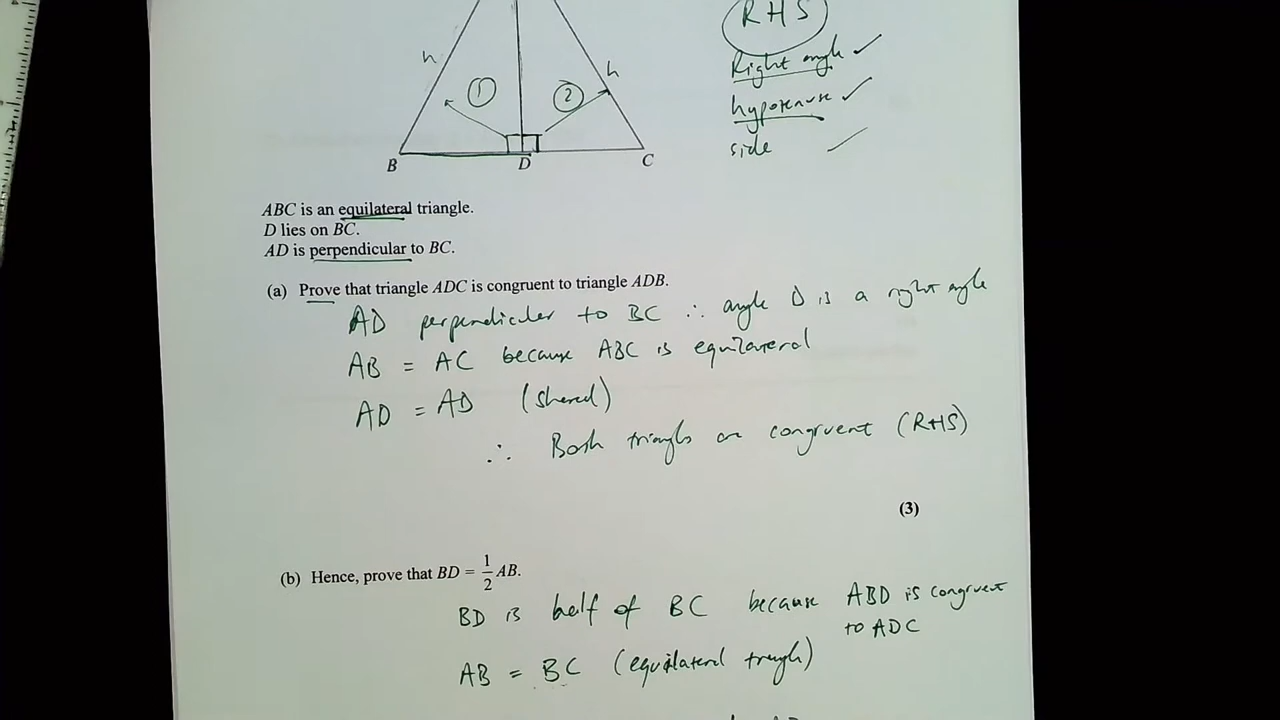 RHS
Right angle ✓
hypotenuse ✓
side ✓
h
h
1
2
B
D
C
ABC is an equilateral triangle.
D lies on BC.
AD is perpendicular to BC.
(a) Prove that triangle ADC is congruent to triangle ADB.
AD perpendicular to BC ∴ angle D is a right angle
AB = AC because ABC is equilateral
AD = AD (shared)
∴ Both triangles are congruent (RHS)
(3)
(b) Hence, prove that BD = 1/2 AB.
BD is half of BC because ABD is congruent
to ADC
AB = BC (equilateral triangle)